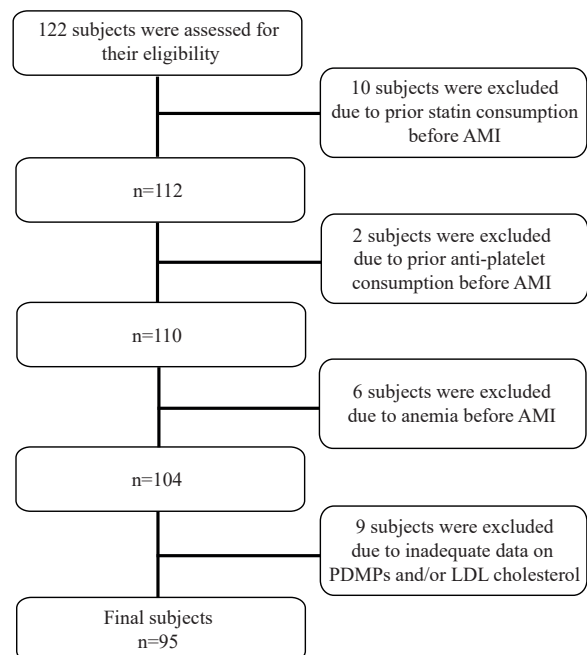 122 subjects were assessed for
their eligibility
10 subjects were excluded
due to prior statin consumption
before AMI
n=112
2 subjects were excluded
due to prior anti-platelet
consumption before AMI
n=110
6 subjects were excluded
due to anemia before AMI
n=104
9 subjects were excluded
due to inadequate data on
PDMPs and/or LDL cholesterol
Final subjects
n=95